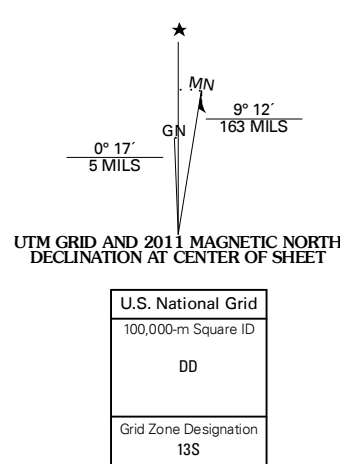 ★
MN
9° 12´
163 MILS
GN
0° 17´
5 MILS
UTM GRID AND 2011 MAGNETIC NORTH
DECLINATION AT CENTER OF SHEET
U.S. National Grid
100,000-m Square ID
DD
Grid Zone Designation
13S